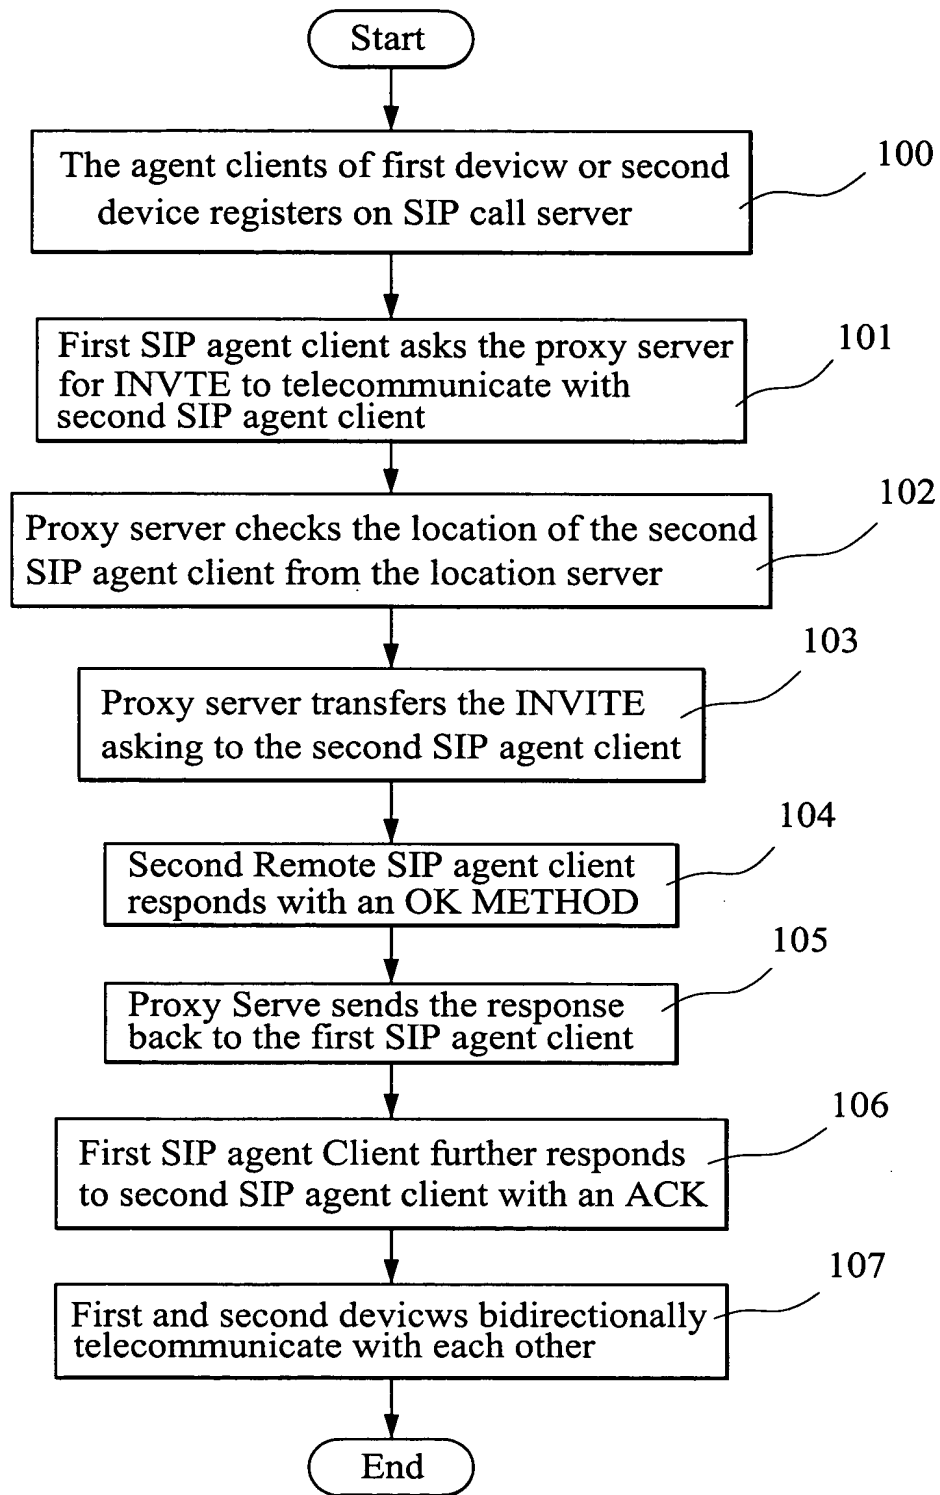 Start
The agent clients of first devicw or second
device registers on SIP call server
100
First SIP agent client asks the proxy server
for INVTE to telecommunicate with
second SIP agent client
101
Proxy server checks the location of the second
SIP agent client from the location server
102
Proxy server transfers the INVITE
asking to the second SIP agent client
103
Second Remote SIP agent client
responds with an OK METHOD
104
Proxy Serve sends the response
back to the first SIP agent client
105
First SIP agent Client further responds
to second SIP agent client with an ACK
106
First and second devicws bidirectionally
telecommunicate with each other
107
End